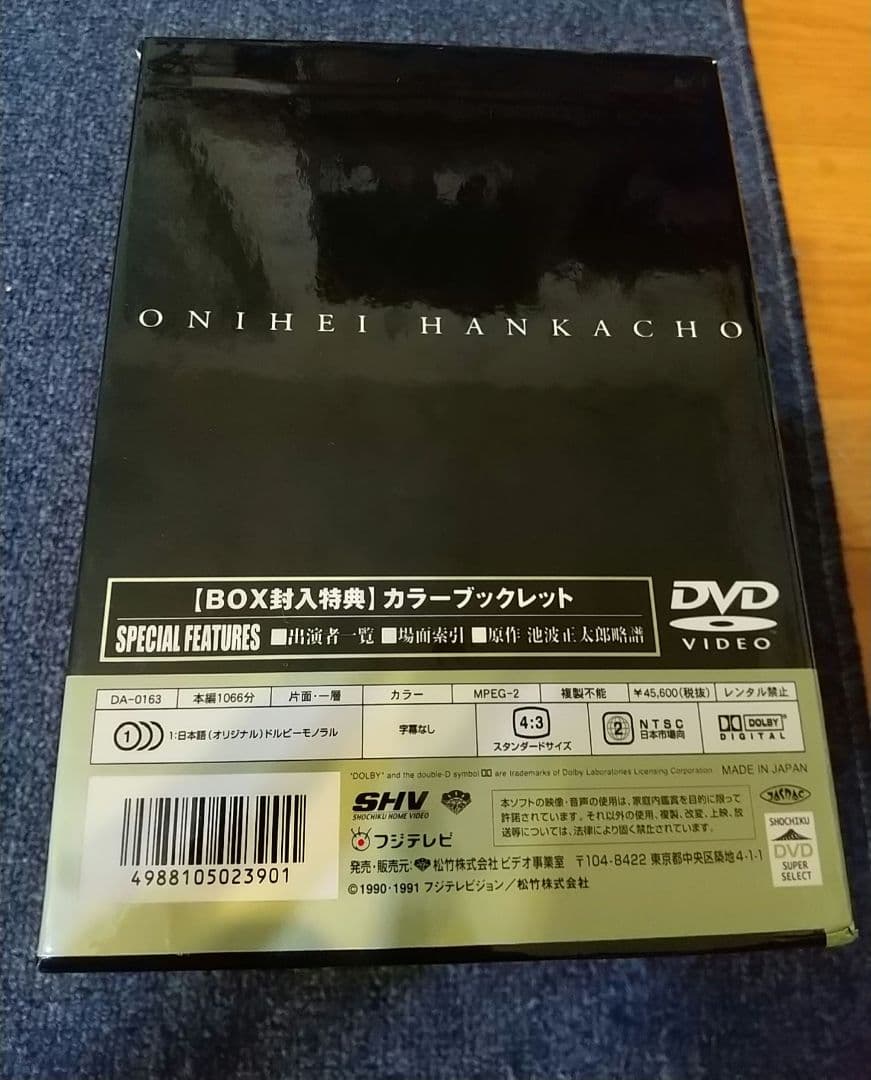 ONIHEI HANKACHO
【BOX封入特典】カラーブックレット
SPECIAL FEATURES ■出演者一覧 ■場面索引 ■原作 池波正太郎略譜
DVD
VIDEO
DA-0163 本編1066分 片面・一層 カラー MPEG-2 複製不能 ¥45,600(税抜) レンタル禁止
1 1:日本語(オリジナル)ドルビーモノラル
字幕なし
4:3
スタンダードサイズ
2 NTSC
日本市場向
DOLBY
DIGITAL
"DOLBY" and the double-D symbol are trademarks of Dolby Laboratories Licensing Corporation MADE IN JAPAN
4988105023901
SHV
SHOCHIKU HOME VIDEO
フジテレビ
本ソフトの映像・音声の使用は、家庭内鑑賞を目的に限って
許諾されています。それ以外の使用、複製、改変、上映、放
送等については、法律により固く禁止されています。
JASRAC
SHOCHIKU
DVD
SUPER
SELECT
発売・販売元:松竹株式会社 ビデオ事業室 〒104-8422 東京都中央区築地4-1-1
©1990・1991 フジテレビジョン/松竹株式会社